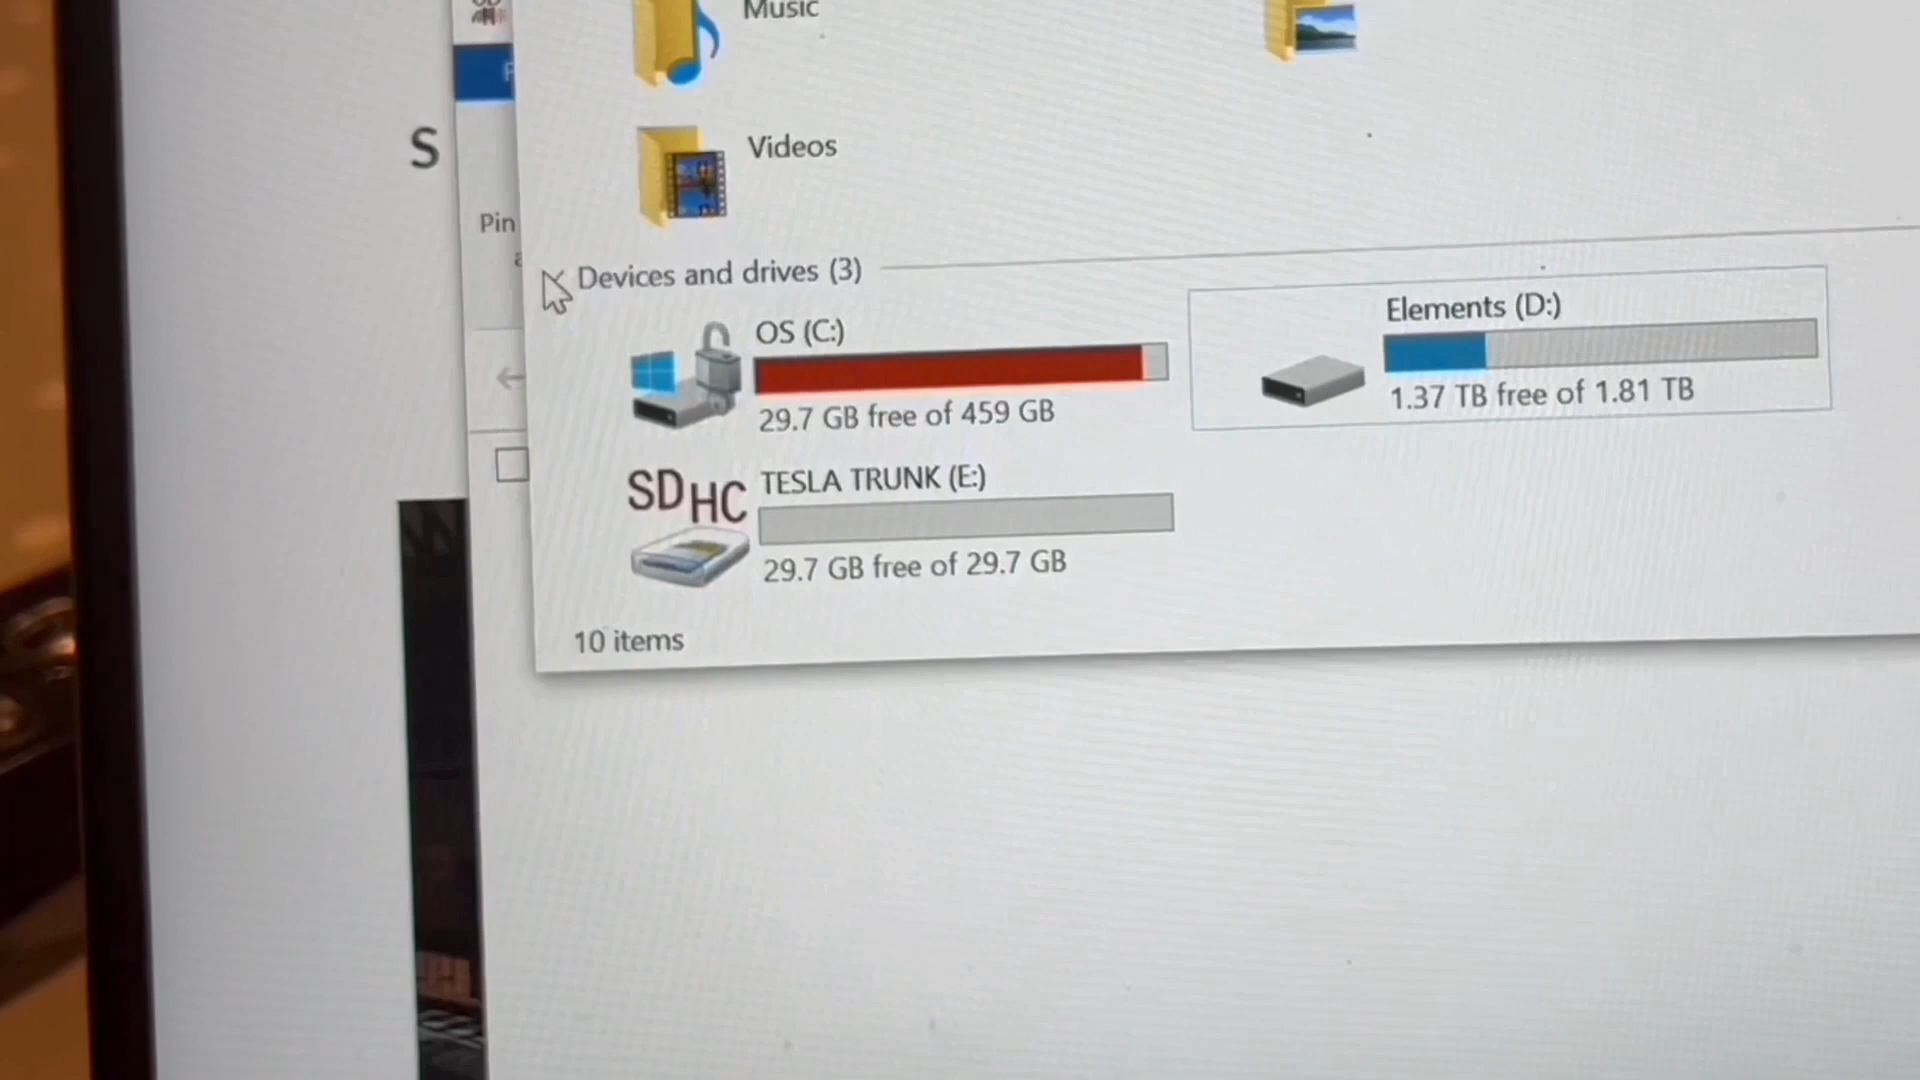 Music
S
Videos
Pin
Devices and drives (3)
OS (C:)
29.7 GB free of 459 GB
Elements (D:)
1.37 TB free of 1.81 TB
SDHC
TESLA TRUNK (E:)
29.7 GB free of 29.7 GB
10 items